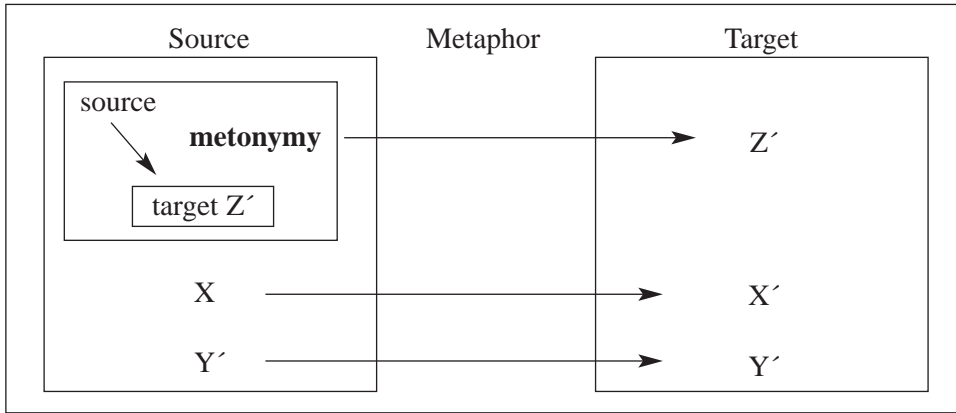 Source Metaphor Target
source
metonymy Z´
target Z´
X X´
Y´ Y´